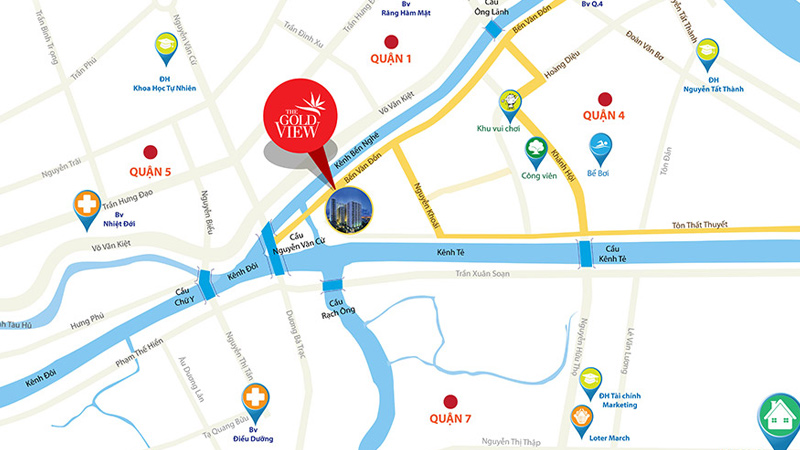 Bv
Răng Hàm Mặt
Cầu
Ông Lãnh
Bến Vân Đồn
Bv Q.4
Nguyễn Tất Thành
Đoàn Văn Bơ
Hoàng Diệu
Trần Bình Trọng
Trần Phú
Nguyễn Văn Cừ
Trần Đình Xu
Trần Hưng Đạo
QUẬN 1
ĐH
Khoa Học Tự Nhiên
ĐH
Nguyễn Tất Thành
Võ Văn Kiệt
THE
GOLD
VIEW
QUẬN 4
Khu vui chơi
Kênh Bến Nghé
Bến Vân Đồn
Khánh Hội
Tôn Đản
Công viên
Bể Bơi
Nguyễn Trãi
QUẬN 5
Trần Hưng Đạo
Nguyễn Biểu
Nguyễn Khoái
Tôn Thất Thuyết
Bv
Nhiệt Đới
Võ Văn Kiệt
Cầu
Nguyễn Văn Cừ
Kênh Tẻ
Cầu
Kênh Tẻ
Kênh Đôi
Trần Xuân Soạn
Cầu
Chữ Y
Cầu
Rạch Ông
Kênh Tàu Hủ
Hưng Phú
Phạm Thế Hiển
Dương Bá Trạc
Nguyễn Thị Tần
Âu Dương Lân
Nguyễn Hữu Thọ
Lê Văn Lương
Kênh Đôi
ĐH Tài chính
Marketing
Tạ Quang Bửu
Bv
Điều Dưỡng
QUẬN 7
Loter March
Nguyễn Thị Thập